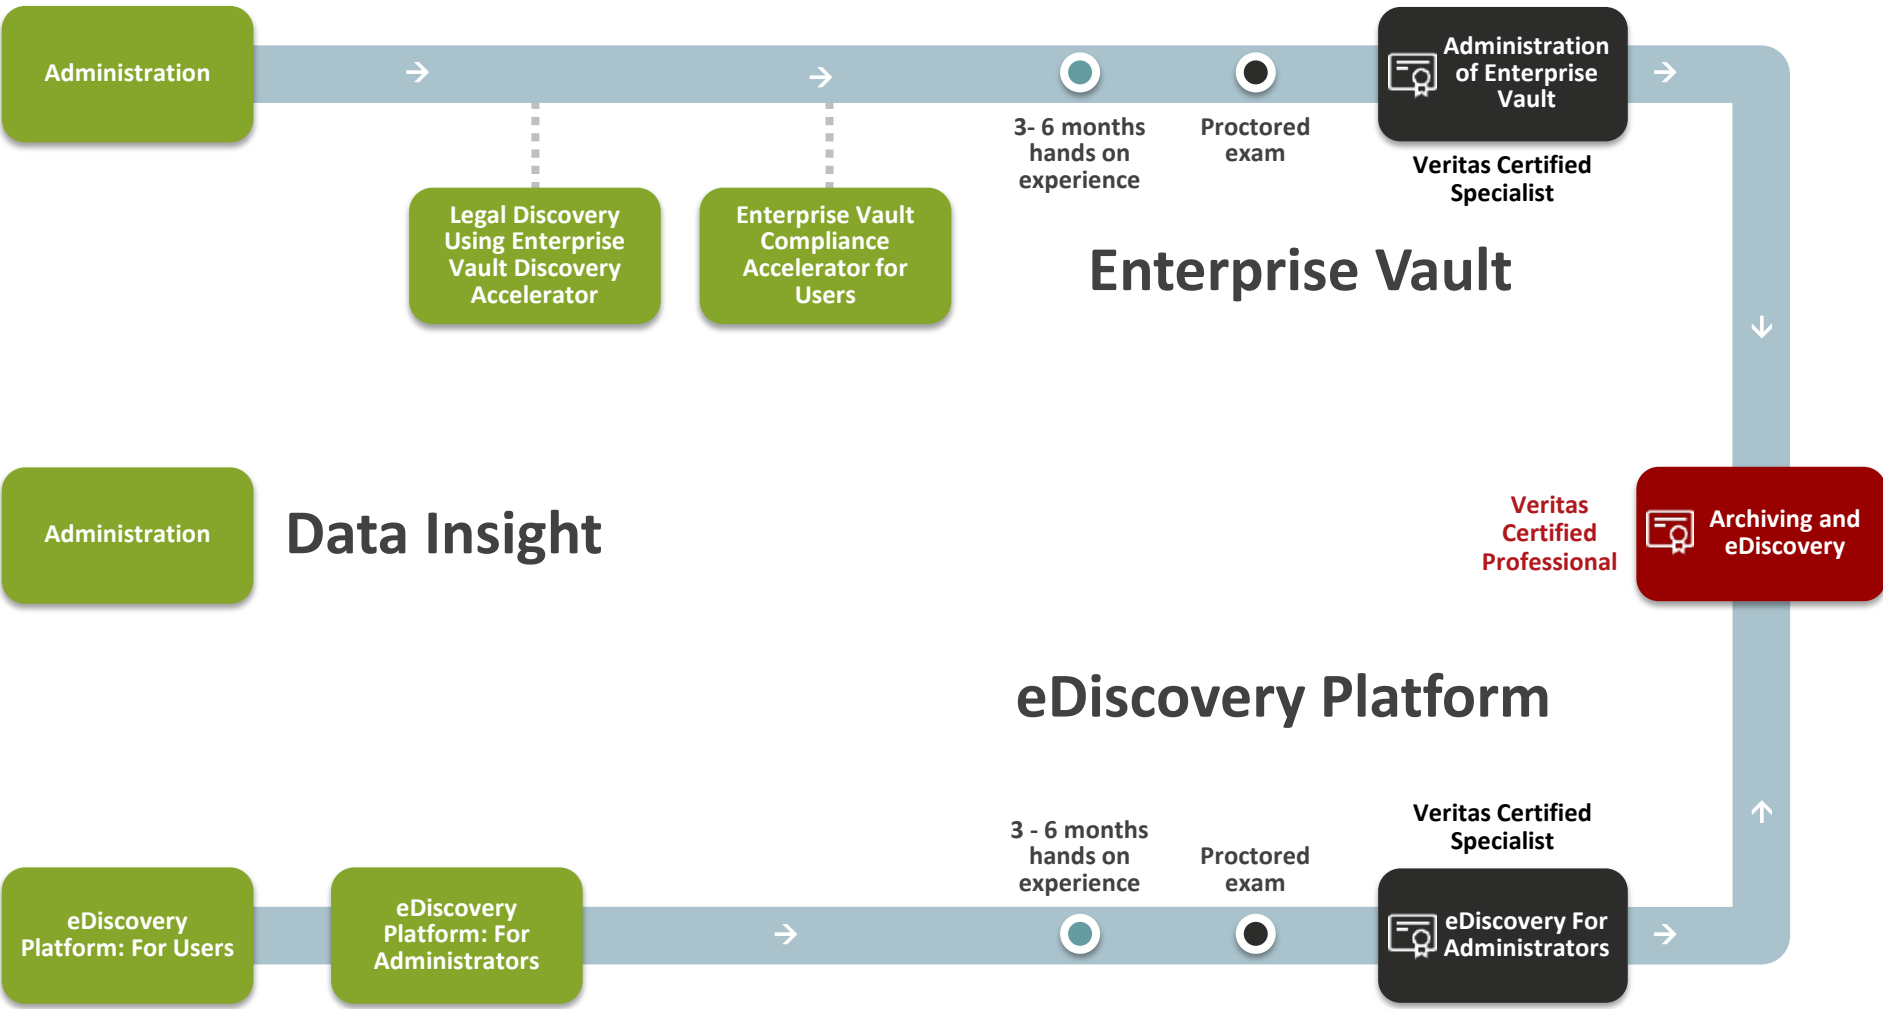 Administration
Administration
of Enterprise
Vault
3- 6 months
hands on
experience
Proctored
exam
Veritas Certified
Specialist
Legal Discovery
Using Enterprise
Vault Discovery
Accelerator
Enterprise Vault
Compliance
Accelerator for
Users
Enterprise Vault
Administration
Data Insight
Veritas
Certified
Professional
Archiving and
eDiscovery
eDiscovery Platform
3 - 6 months
hands on
experience
Proctored
exam
Veritas Certified
Specialist
eDiscovery
Platform: For Users
eDiscovery
Platform: For
Administrators
eDiscovery For
Administrators